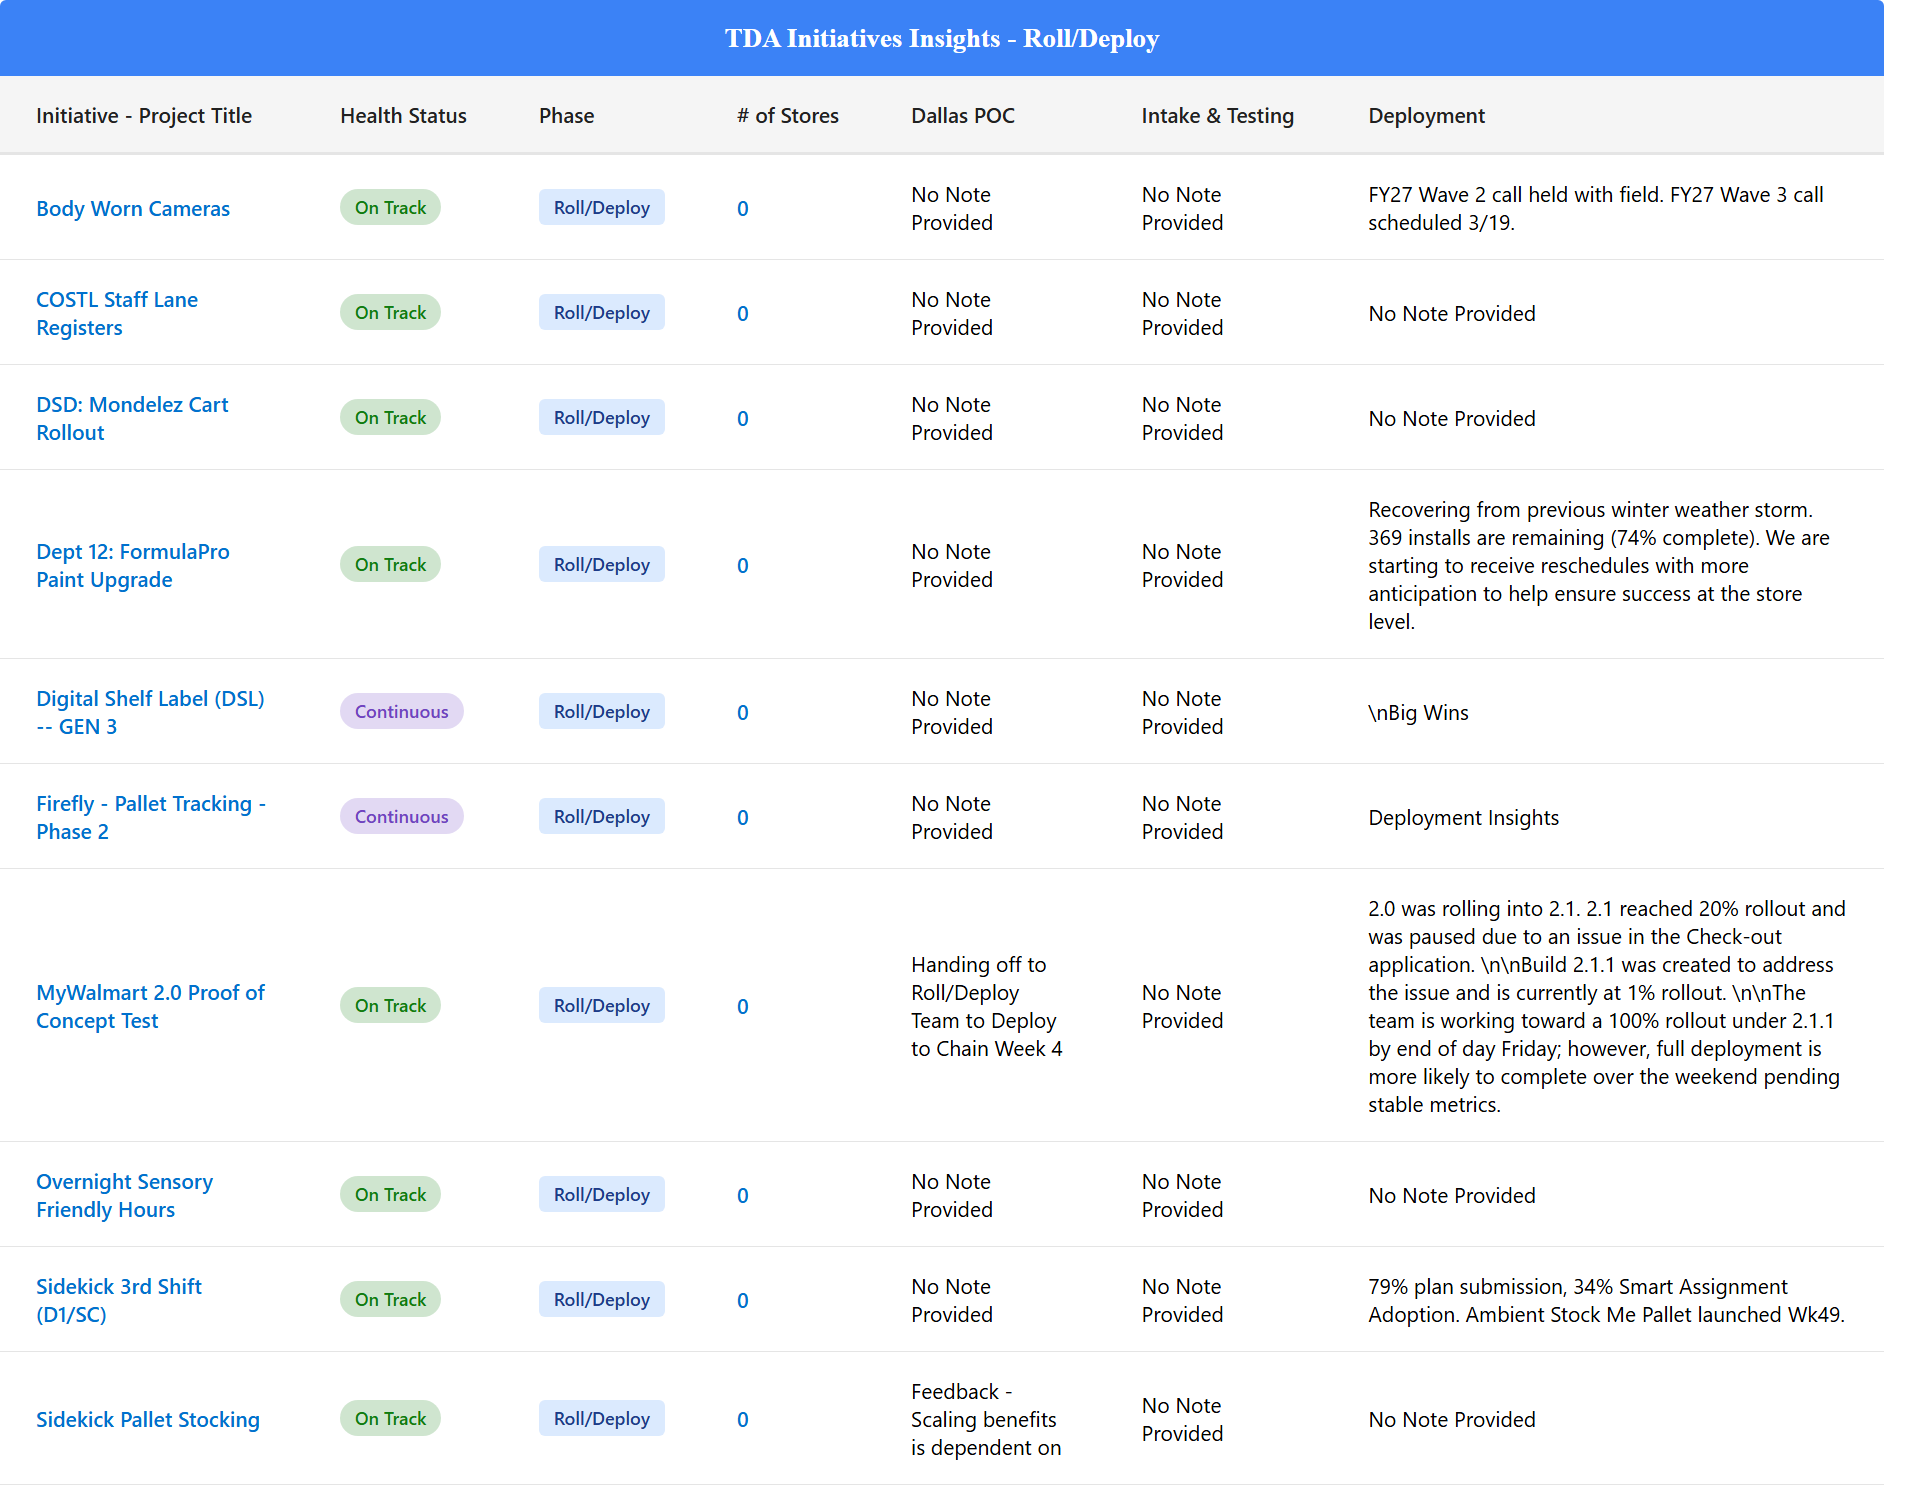 TDA Initiatives Insights - Roll/Deploy
Initiative - Project Title Health Status Phase # of Stores Dallas POC Intake & Testing Deployment
Body Worn Cameras On Track Roll/Deploy 0 No Note Provided No Note Provided FY27 Wave 2 call held with field. FY27 Wave 3 call
scheduled 3/19.
COSTL Staff Lane
Registers
On Track Roll/Deploy 0
No Note
Provided
No Note
Provided
No Note Provided
DSD: Mondelez Cart
Rollout
On Track Roll/Deploy 0
No Note
Provided
No Note
Provided
No Note Provided
Dept 12: FormulaPro
Paint Upgrade
On Track Roll/Deploy 0
No Note
Provided
No Note
Provided
Recovering from previous winter weather storm.
369 installs are remaining (74% complete). We are
starting to receive reschedules with more
anticipation to help ensure success at the store
level.
Digital Shelf Label (DSL)
-- GEN 3
Continuous Roll/Deploy 0
No Note
Provided
No Note
Provided
\nBig Wins
Firefly - Pallet Tracking -
Phase 2
Continuous Roll/Deploy 0
No Note
Provided
No Note
Provided
Deployment Insights
MyWalmart 2.0 Proof of
Concept Test
On Track Roll/Deploy 0
Handing off to
Roll/Deploy
Team to Deploy
to Chain Week 4
No Note
Provided
2.0 was rolling into 2.1. 2.1 reached 20% rollout and
was paused due to an issue in the Check-out
application. \n\nBuild 2.1.1 was created to address
the issue and is currently at 1% rollout. \n\nThe
team is working toward a 100% rollout under 2.1.1
by end of day Friday; however, full deployment is
more likely to complete over the weekend pending
stable metrics.
Overnight Sensory
Friendly Hours
On Track Roll/Deploy 0
No Note
Provided
No Note
Provided
No Note Provided
Sidekick 3rd Shift
(D1/SC)
On Track Roll/Deploy 0
No Note
Provided
No Note
Provided
79% plan submission, 34% Smart Assignment
Adoption. Ambient Stock Me Pallet launched Wk49.
Sidekick Pallet Stocking
On Track Roll/Deploy 0
Feedback -
Scaling benefits
is dependent on
No Note
Provided
No Note Provided